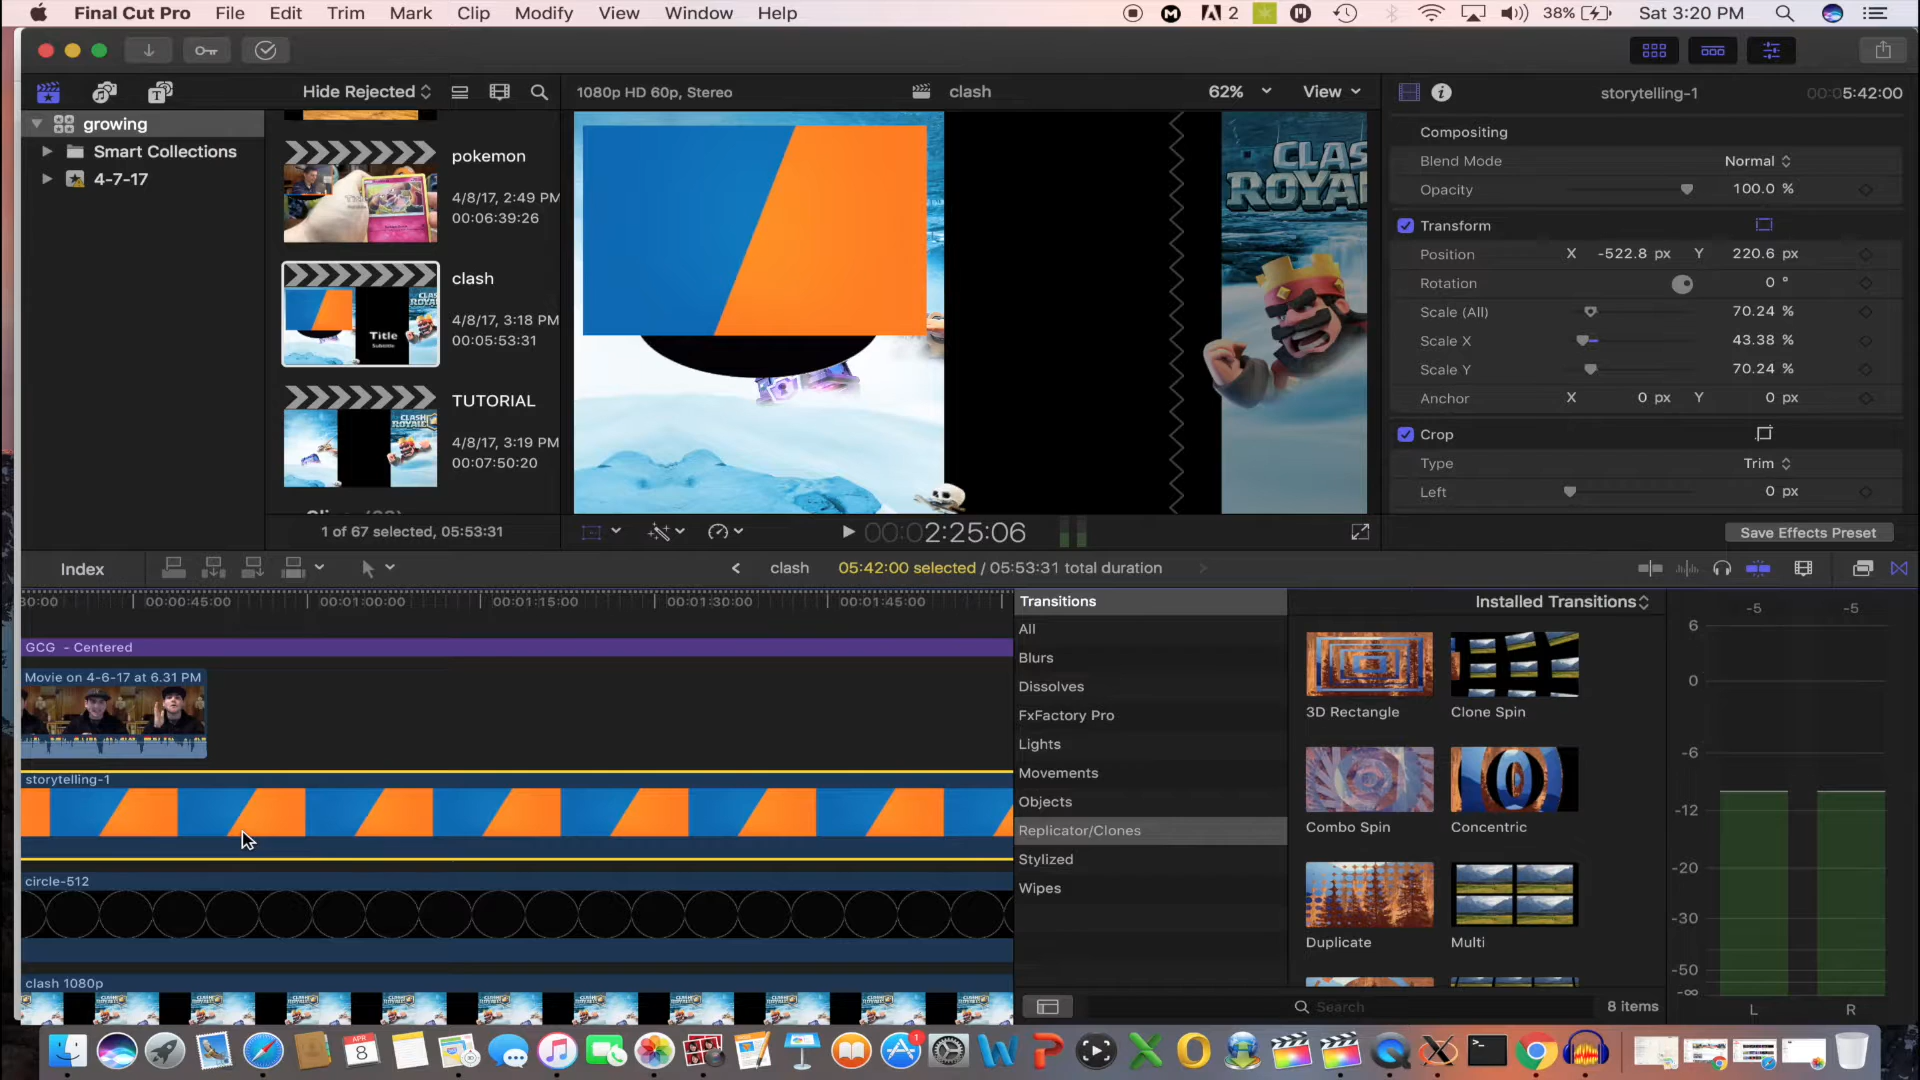 Final Cut Pro File Edit Trim Mark Clip Modify View Window Help 2 38% Sat 3:20 PM
Hide Rejected 1080p HD 60p, Stereo clash 62% View storytelling-1 00:05:42:00
growing
Smart Collections
4-7-17
pokemon
4/8/17, 2:49 PM
00:06:39:26
clash
4/8/17, 3:18 PM
00:05:53:31
Title
Subtitle
TUTORIAL
4/8/17, 3:19 PM
00:07:50:20
1 of 67 selected, 05:53:31
CLAS
ROYAL
00:002:25:06
Compositing
Blend Mode Normal
Opacity 100.0 %
Transform
Position X -522.8 px Y 220.6 px
Rotation 0 °
Scale (All) 70.24 %
Scale X 43.38 %
Scale Y 70.24 %
Anchor X 0 px Y 0 px
Crop
Type Trim
Left 0 px
Save Effects Preset
Index clash 05:42:00 selected / 05:53:31 total duration
30:00 00:00:45:00 00:01:00:00 00:01:15:00 00:01:30:00 00:01:45:00
GCG - Centered
Movie on 4-6-17 at 6.31 PM
storytelling-1
circle-512
clash 1080p
Transitions Installed Transitions
All
Blurs
Dissolves
FxFactory Pro
Lights
Movements
Objects
Replicator/Clones
Stylized
Wipes
3D Rectangle Clone Spin
Combo Spin Concentric
Duplicate Multi
Search 8 items
-5 -5
6
0
-6
-12
-20
-30
-50
-∞
L R
APR
8
1